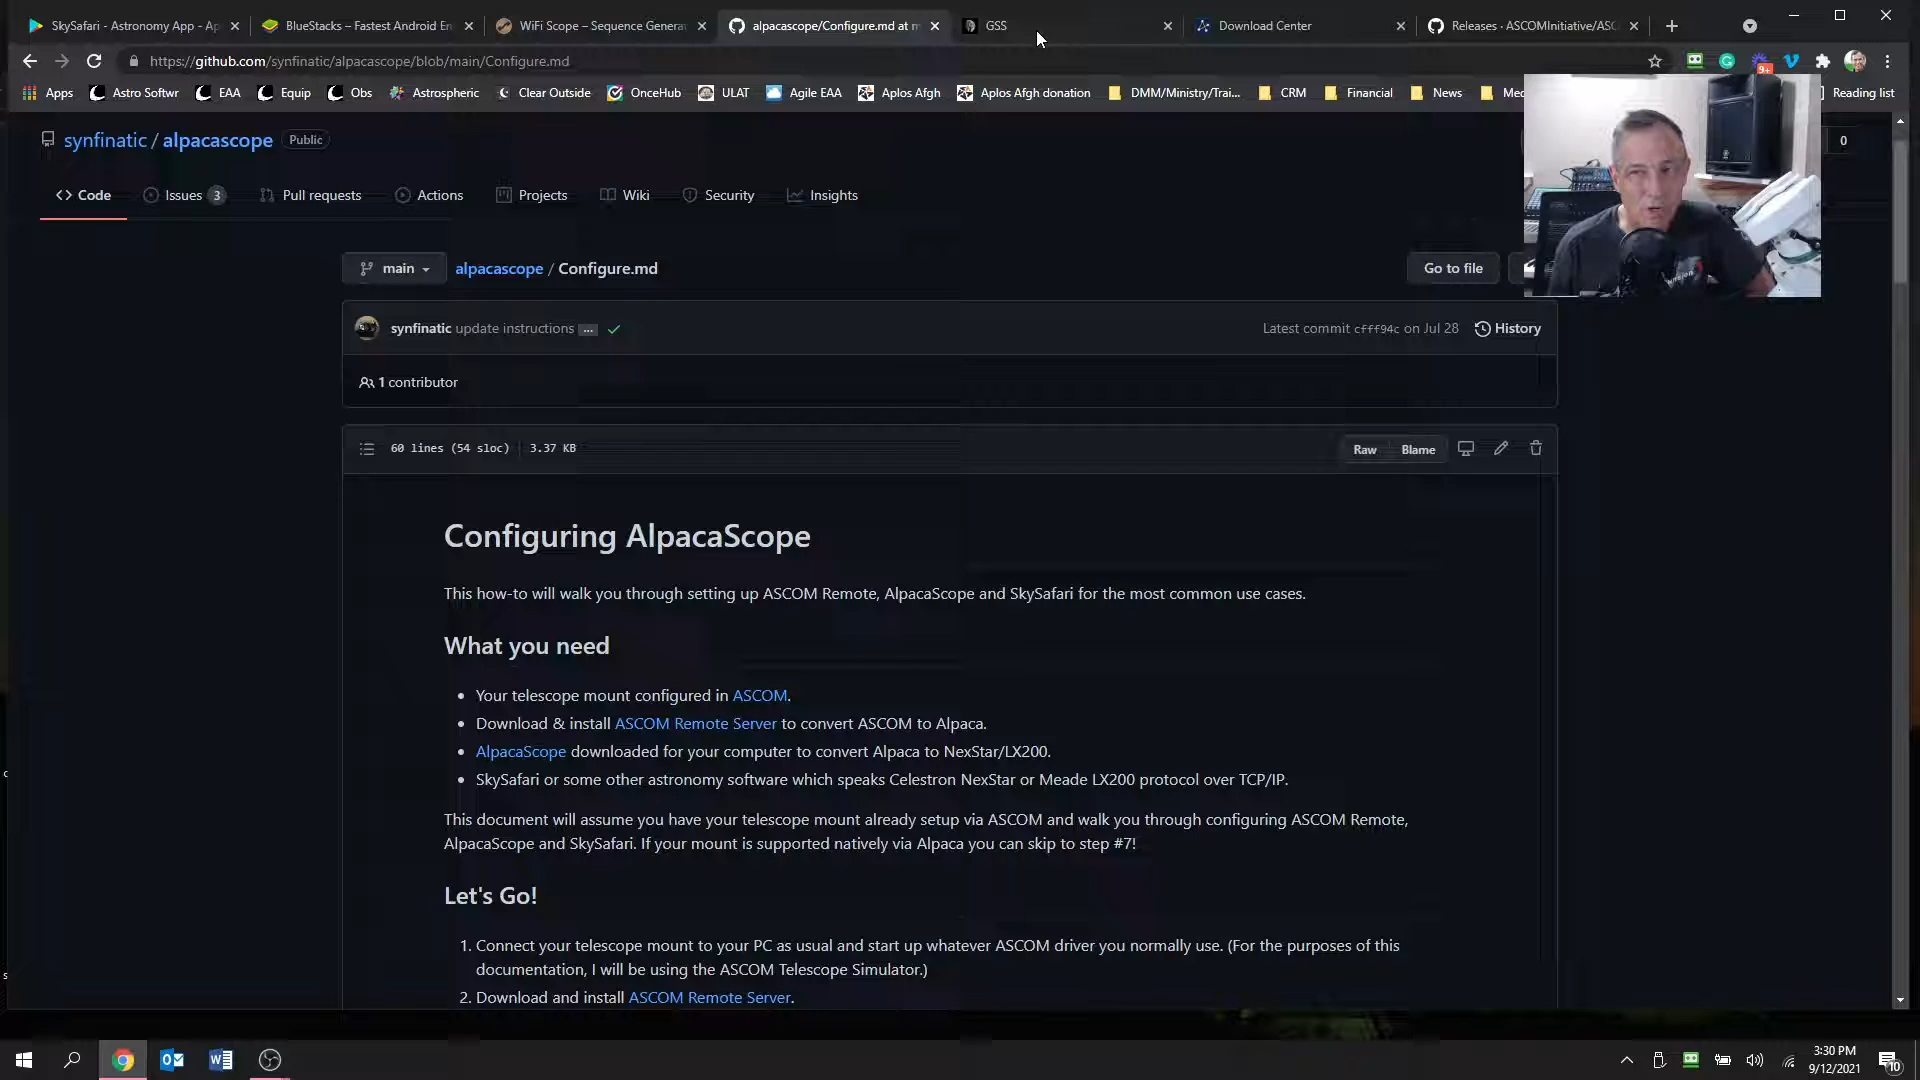 SkySafari - Astronomy App - Ap
BlueStacks – Fastest Android En
WiFi Scope – Sequence Genera
alpacascope/Configure.md at m
GSS
Download Center
Releases · ASCOMInitiative/ASC
https://github.com/synfinatic/alpacascope/blob/main/Configure.md
9+
Apps
Astro Softwr
EAA
Equip
Obs
Astrospheric
Clear Outside
OnceHub
ULAT
Agile EAA
Aplos Afgh
Aplos Afgh donation
DMM/Ministry/Trai...
CRM
Financial
News
Reading list
synfinatic / alpacascope Public
0
Code
Issues 3
Pull requests
Actions
Projects
Wiki
Security
Insights
main
alpacascope / Configure.md
Go to file
synfinatic update instructions ...
Latest commit cfff94c on Jul 28
History
1 contributor
60 lines (54 sloc) 3.37 KB
Raw
Blame
Configuring AlpacaScope
This how-to will walk you through setting up ASCOM Remote, AlpacaScope and SkySafari for the most common use cases.
What you need
• Your telescope mount configured in ASCOM.
• Download & install ASCOM Remote Server to convert ASCOM to Alpaca.
• AlpacaScope downloaded for your computer to convert Alpaca to NexStar/LX200.
• SkySafari or some other astronomy software which speaks Celestron NexStar or Meade LX200 protocol over TCP/IP.
This document will assume you have your telescope mount already setup via ASCOM and walk you through configuring ASCOM Remote,
AlpacaScope and SkySafari. If your mount is supported natively via Alpaca you can skip to step #7!
Let's Go!
1. Connect your telescope mount to your PC as usual and start up whatever ASCOM driver you normally use. (For the purposes of this
documentation, I will be using the ASCOM Telescope Simulator.)
2. Download and install ASCOM Remote Server.
3:30 PM
9/12/2021
10